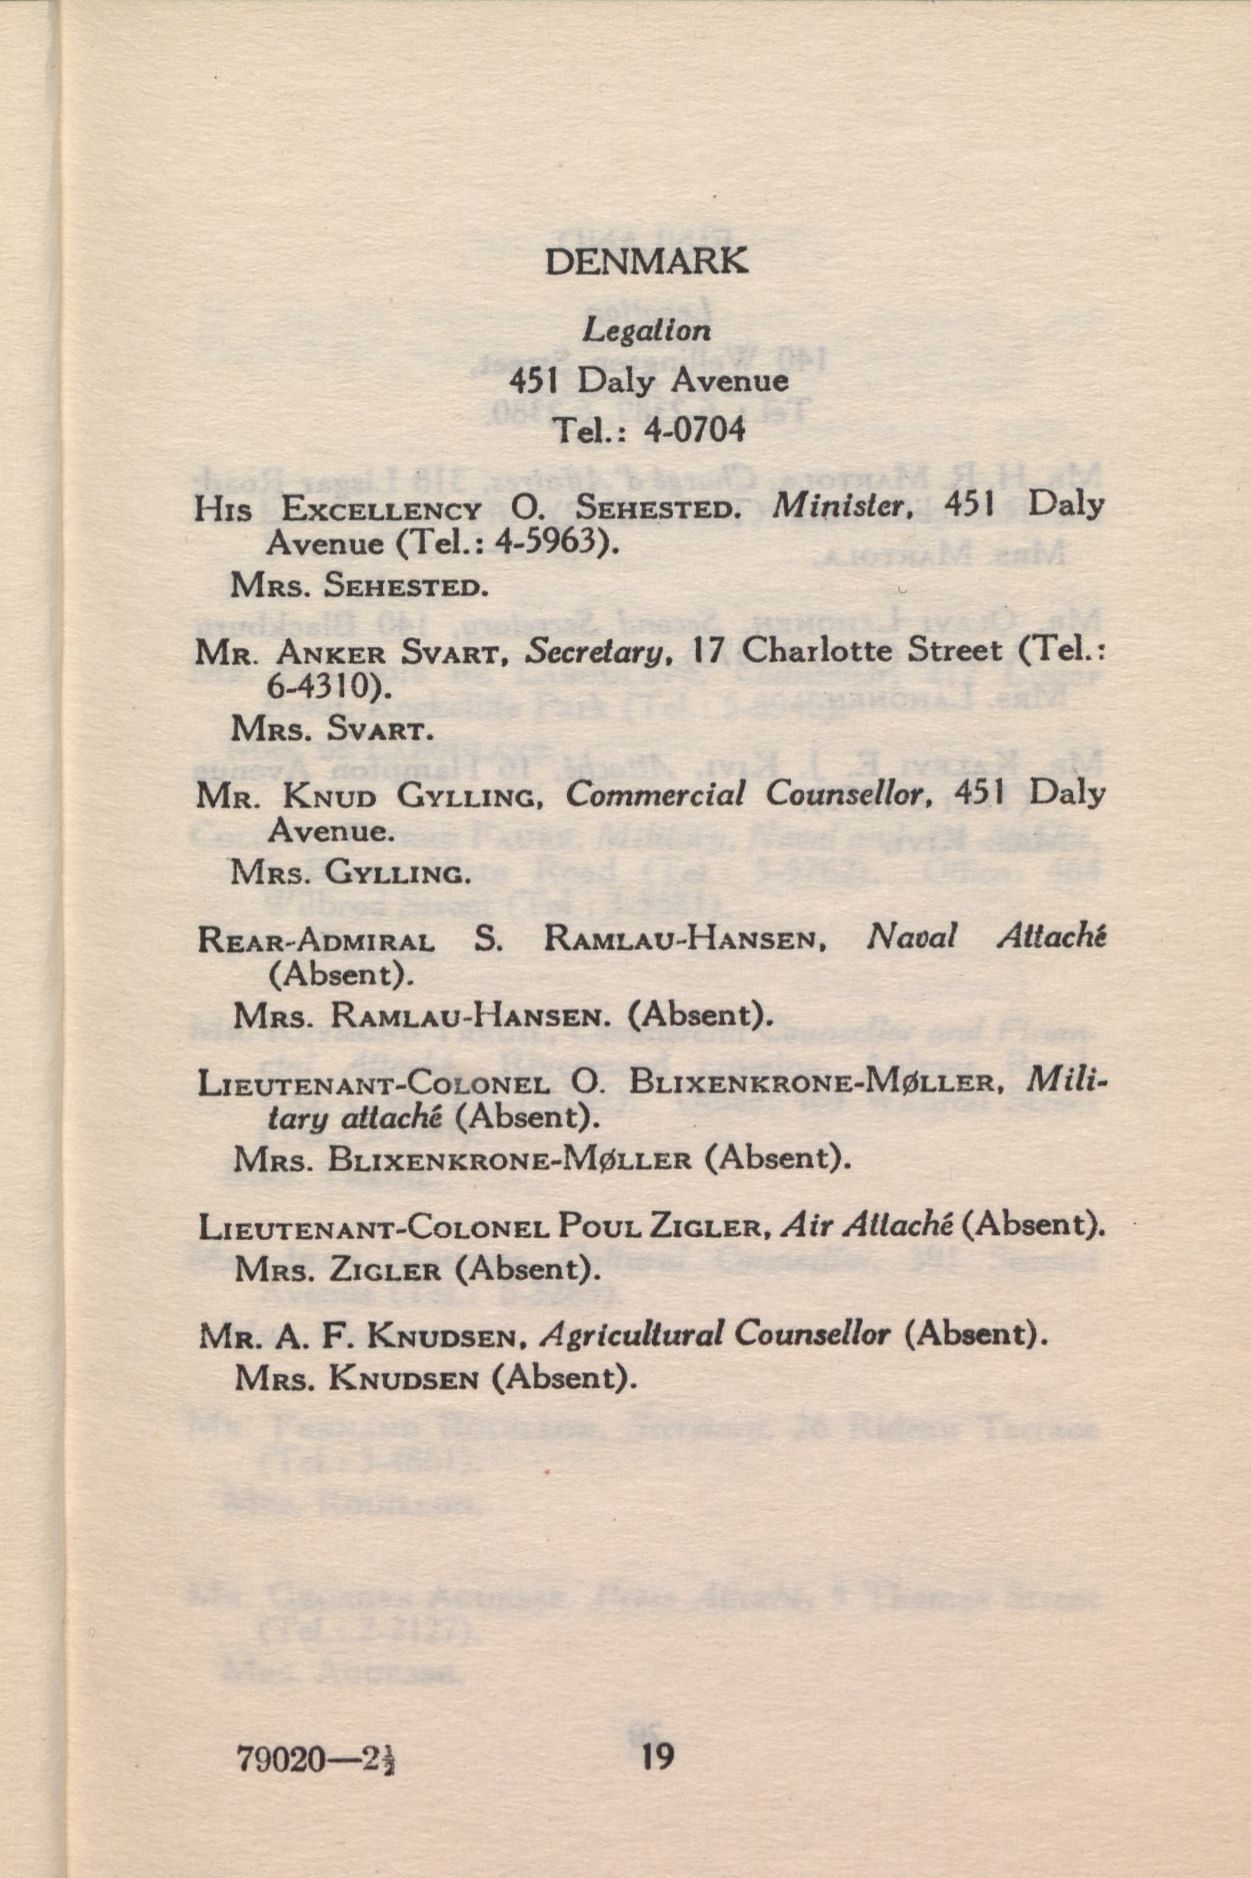 DENMARK
Legation
451 Daly Avenue
Tel.: 4-0704
HIS EXCELLENCY O. SEHESTED. Minister, 451 Daly
Avenue (Tel.: 4-5963).
MRS. SEHESTED.
MR. ANKER SVART, Secretary, 17 Charlotte Street (Tel.:
6-4310).
MRS. SVART.
MR. KNUD GYLLING, Commercial Counsellor, 451 Daly
Avenue.
MRS. GYLLING.
REAR-ADMIRAL S. RAMLAU-HANSEN, Naval Attaché
(Absent).
MRS. RAMLAU-HANSEN. (Absent).
LIEUTENANT-COLONEL O. BLIXENKRONE-MØLLER, Mili-
tary attaché (Absent).
MRS. BLIXENKRONE-MØLLER (Absent).
LIEUTENANT-COLONEL POUL ZIGLER, Air Attaché (Absent).
MRS. ZIGLER (Absent).
MR. A. F. KNUDSEN, Agricultural Counsellor (Absent).
MRS. KNUDSEN (Absent).
79020—2½
19